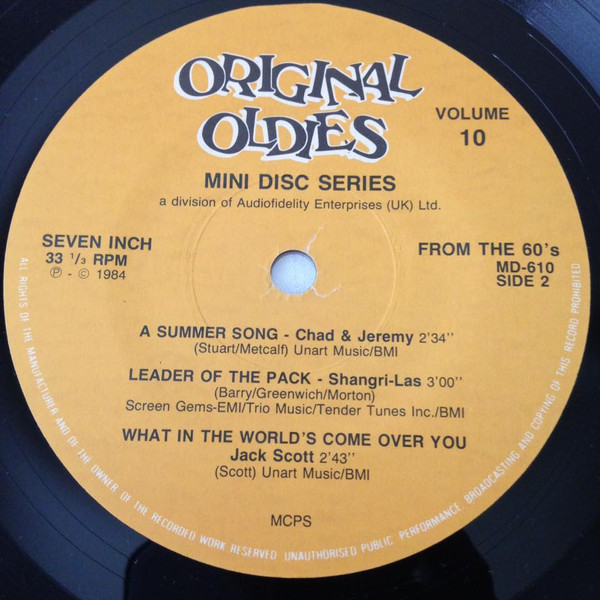 ORIGINAL
OLDIES
VOLUME
10
MINI DISC SERIES
a division of Audiofidelity Enterprises (UK) Ltd.
SEVEN INCH
33 1/3 RPM
℗ - © 1984
FROM THE 60's
MD-610
SIDE 2
A SUMMER SONG - Chad & Jeremy 2'34''
(Stuart/Metcalf) Unart Music/BMI
LEADER OF THE PACK - Shangri-Las 3'00''
(Barry/Greenwich/Morton)
Screen Gems-EMI/Trio Music/Tender Tunes Inc./BMI
WHAT IN THE WORLD'S COME OVER YOU
Jack Scott 2'43''
(Scott) Unart Music/BMI
MCPS
ALL RIGHTS OF THE MANUFACTURER AND OF THE OWNER OF THE RECORDED WORK RESERVED. UNAUTHORISED PUBLIC PERFORMANCE, BROADCASTING AND COPYING OF THIS RECORD PROHIBITED